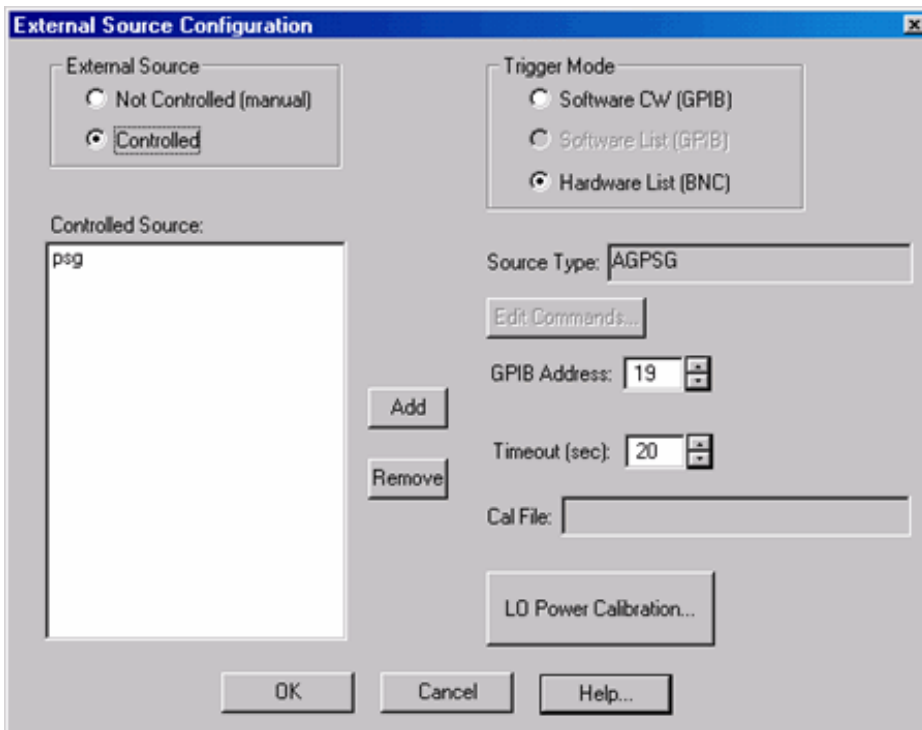 External Source Configuration
External Source
Not Controlled (manual)
Controlled
Trigger Mode
Software CW (GPIB)
Software List (GPIB)
Hardware List (BNC)
Controlled Source:
psg
Source Type: AGPSG
Edit Commands...
GPIB Address: 19
Add
Timeout (sec): 20
Remove
Cal File:
LO Power Calibration...
OK
Cancel
Help...